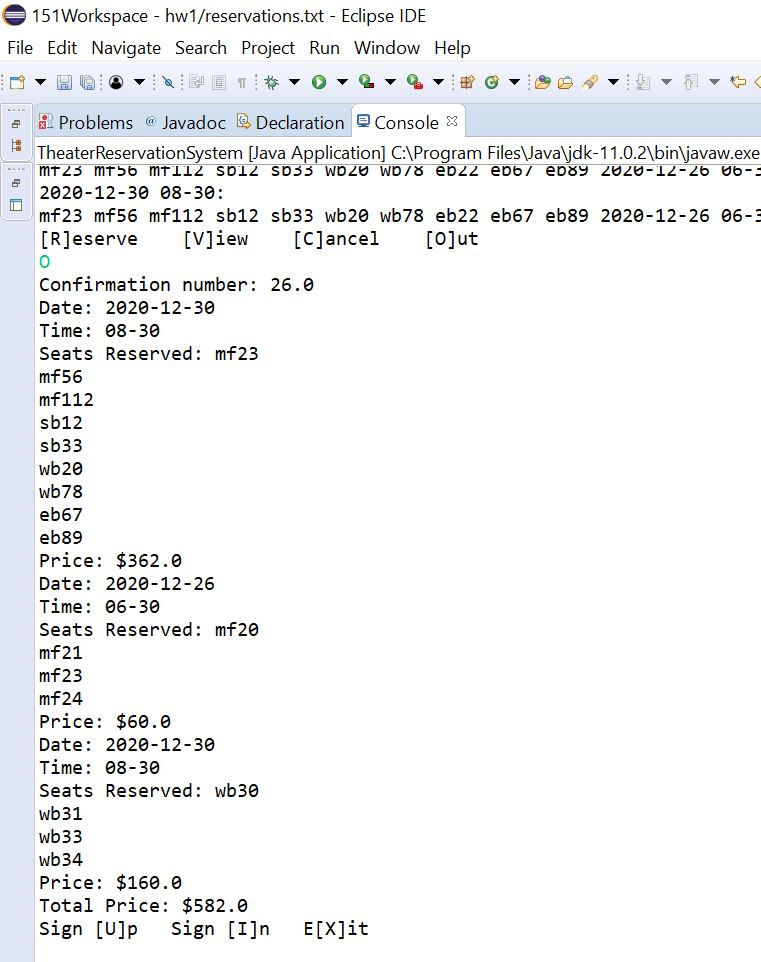 151Workspace - hw1/reservations.txt - Eclipse IDE
File Edit Navigate Search Project Run Window Help
Problems @ Javadoc Declaration Console
TheaterReservationSystem [Java Application] C:\Program Files\Java\jdk-11.0.2\bin\javaw.exe
mf23 mf56 mf112 sb12 sb33 wb20 wb78 eb22 eb67 eb89 2020-12-26 06-3
2020-12-30 08-30:
mf23 mf56 mf112 sb12 sb33 wb20 wb78 eb22 eb67 eb89 2020-12-26 06-3
[R]eserve [V]iew [C]ancel [O]ut
O
Confirmation number: 26.0
Date: 2020-12-30
Time: 08-30
Seats Reserved: mf23
mf56
mf112
sb12
sb33
wb20
wb78
eb67
eb89
Price: $362.0
Date: 2020-12-26
Time: 06-30
Seats Reserved: mf20
mf21
mf23
mf24
Price: $60.0
Date: 2020-12-30
Time: 08-30
Seats Reserved: wb30
wb31
wb33
wb34
Price: $160.0
Total Price: $582.0
Sign [U]p Sign [I]n E[X]it